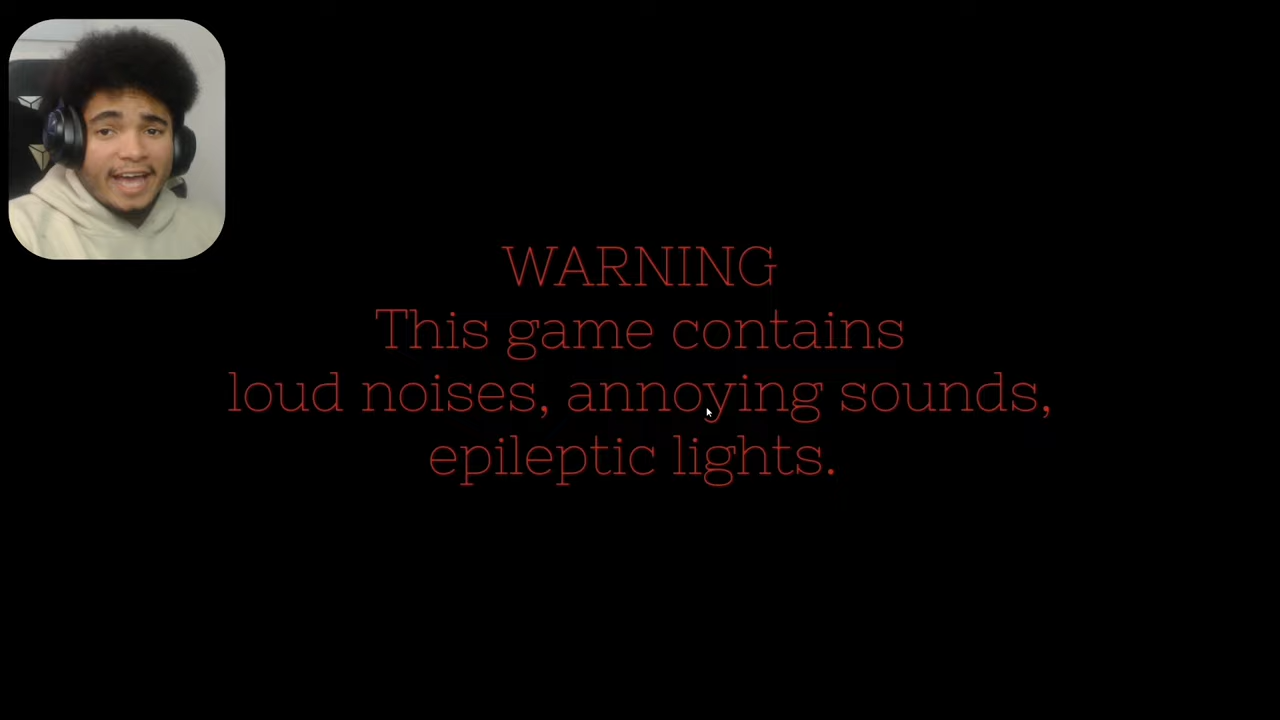 WARNING
This game contains
loud noises, annoying sounds,
epileptic lights.